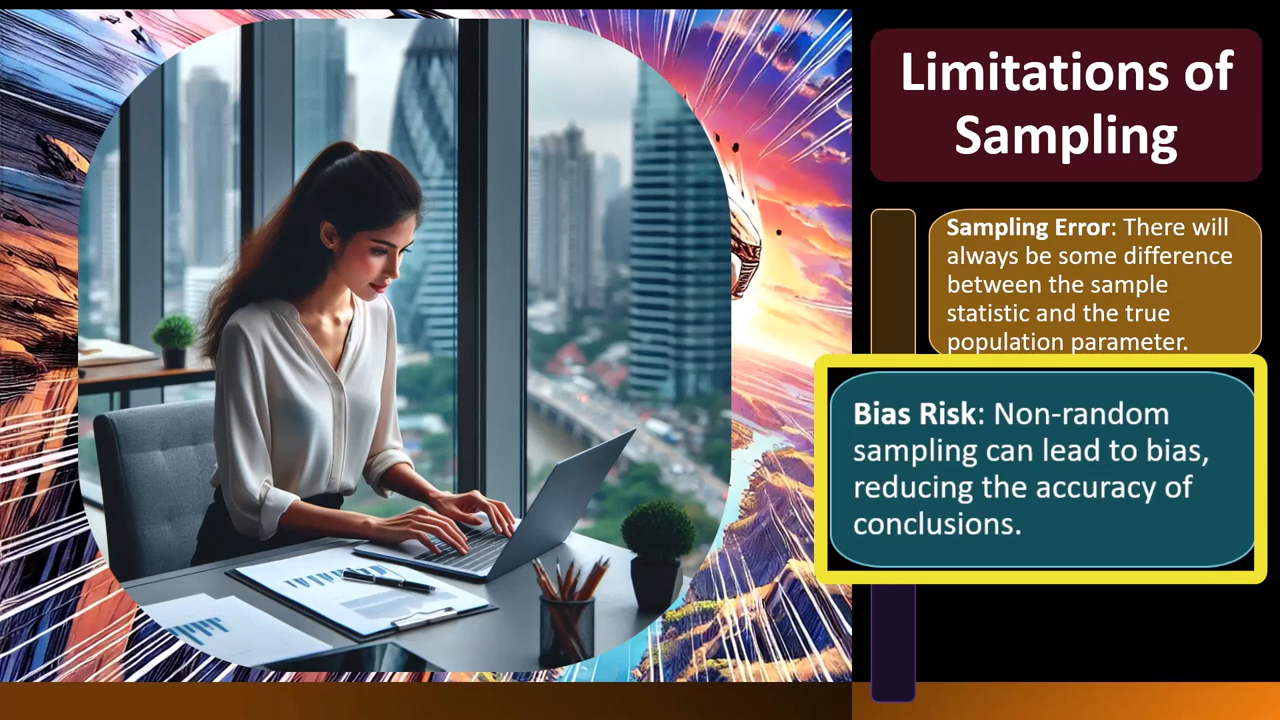 Limitations of
Sampling
Sampling Error: There will
always be some difference
between the sample
statistic and the true
population parameter.
Bias Risk: Non-random
sampling can lead to bias,
reducing the accuracy of
conclusions.